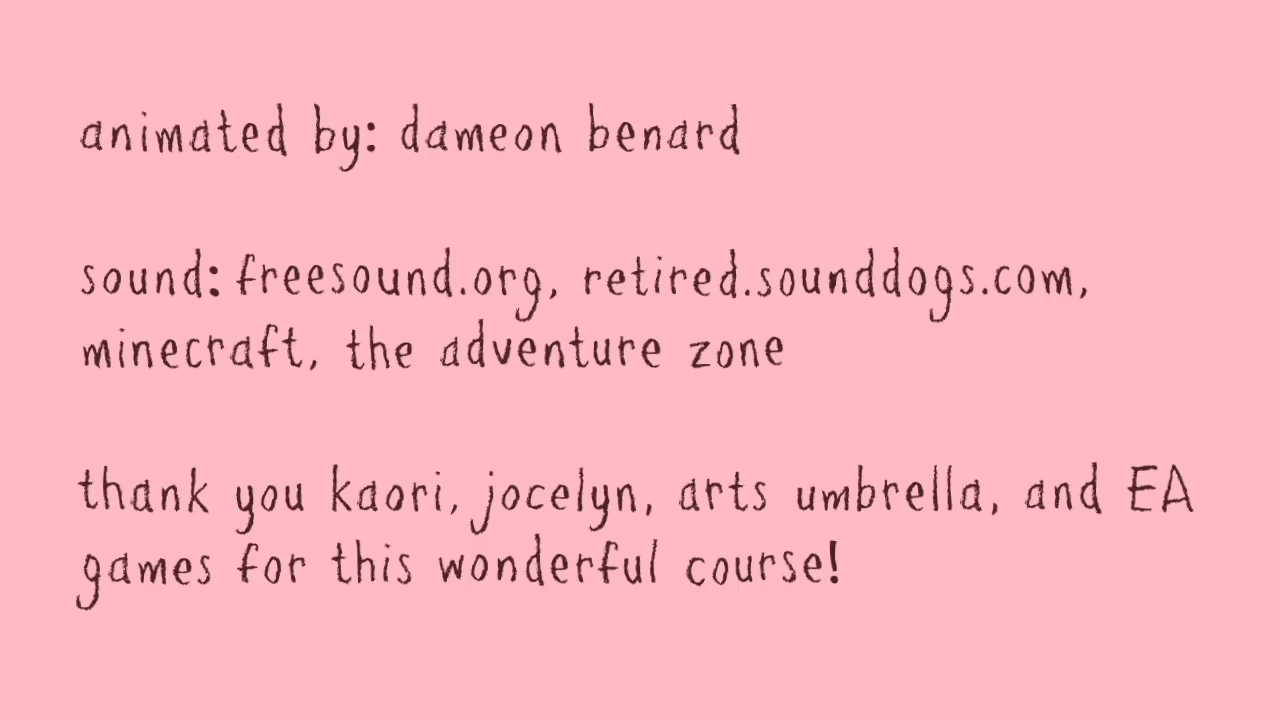 animated by: dameon benard
sound: freesound.org, retired.sounddogs.com,
minecraft, the adventure zone
thank you kaori, jocelyn, arts umbrella, and EA
games for this wonderful course!